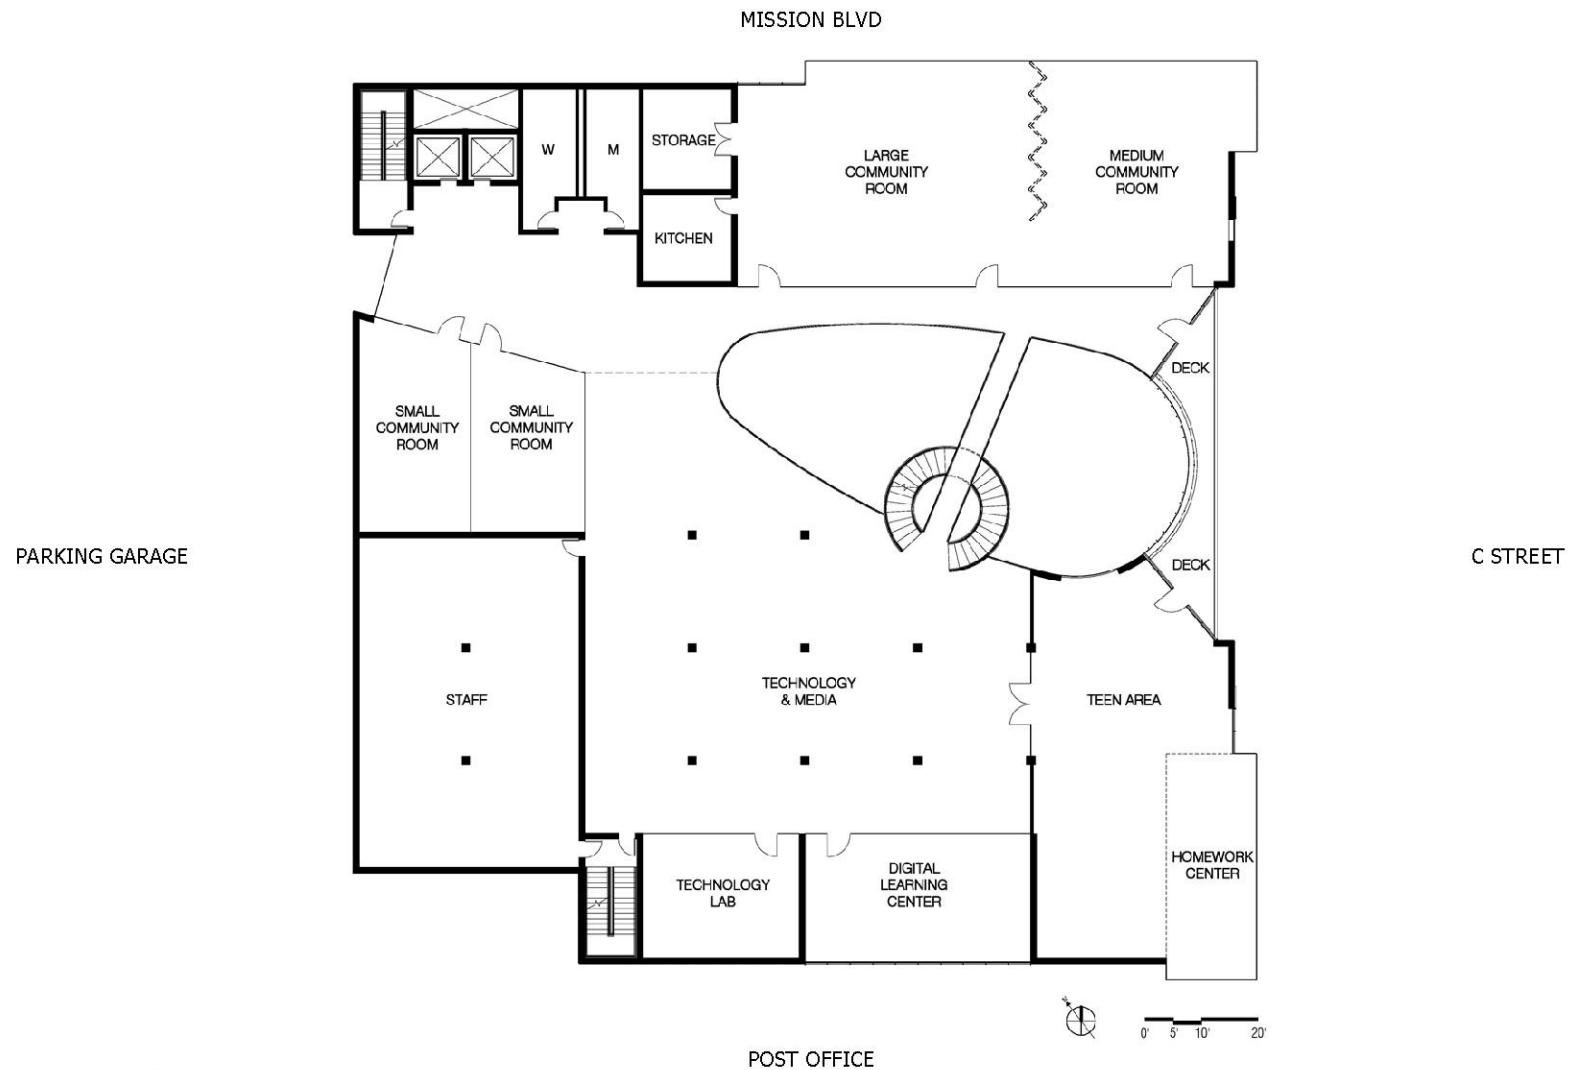 MISSION BLVD
STORAGE
W
M
LARGE
COMMUNITY
ROOM
MEDIUM
COMMUNITY
ROOM
KITCHEN
DECK
SMALL
COMMUNITY
ROOM
SMALL
COMMUNITY
ROOM
PARKING GARAGE
C STREET
DECK
STAFF
TECHNOLOGY
& MEDIA
TEEN AREA
HOMEWORK
CENTER
TECHNOLOGY
LAB
DIGITAL
LEARNING
CENTER
0' 5' 10' 20'
POST OFFICE